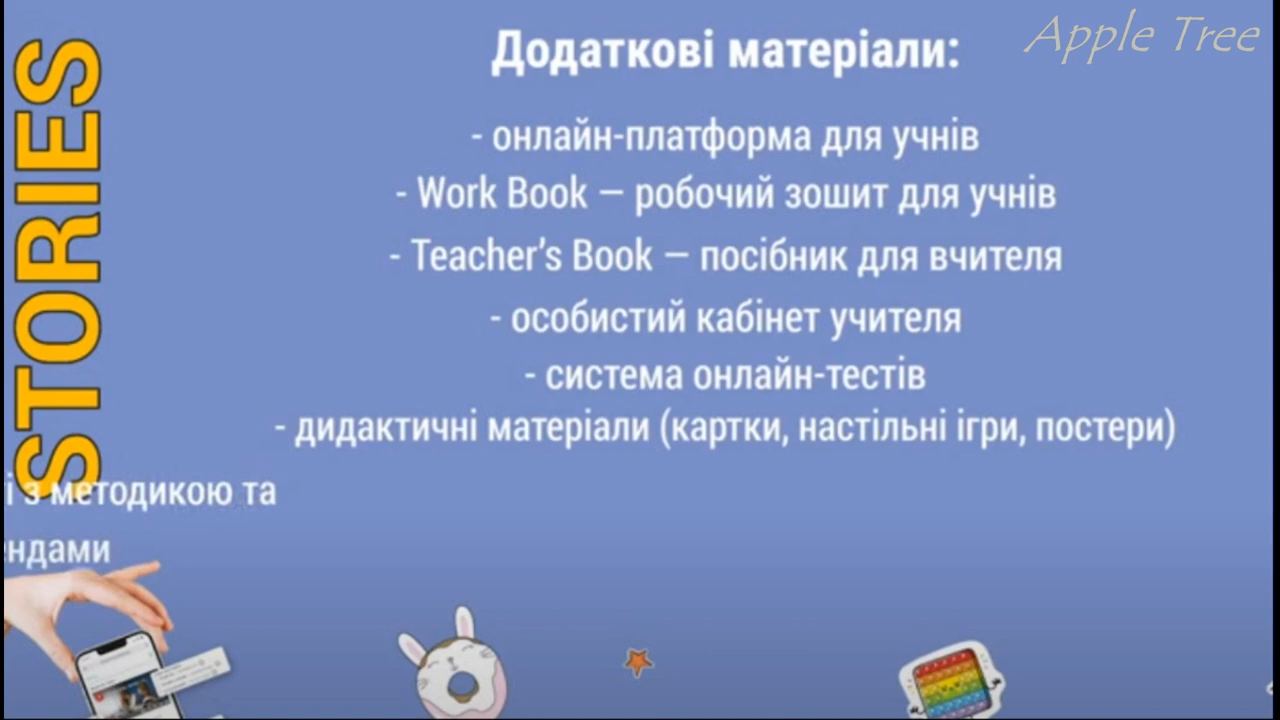 Apple Tree
STORIES
Додаткові матеріали:
- онлайн-платформа для учнів
- Work Book — робочий зошит для учнів
- Teacher’s Book — посібник для вчителя
- особистий кабінет учителя
- система онлайн-тестів
- дидактичні матеріали (картки, настільні ігри, постери)
з методикою та